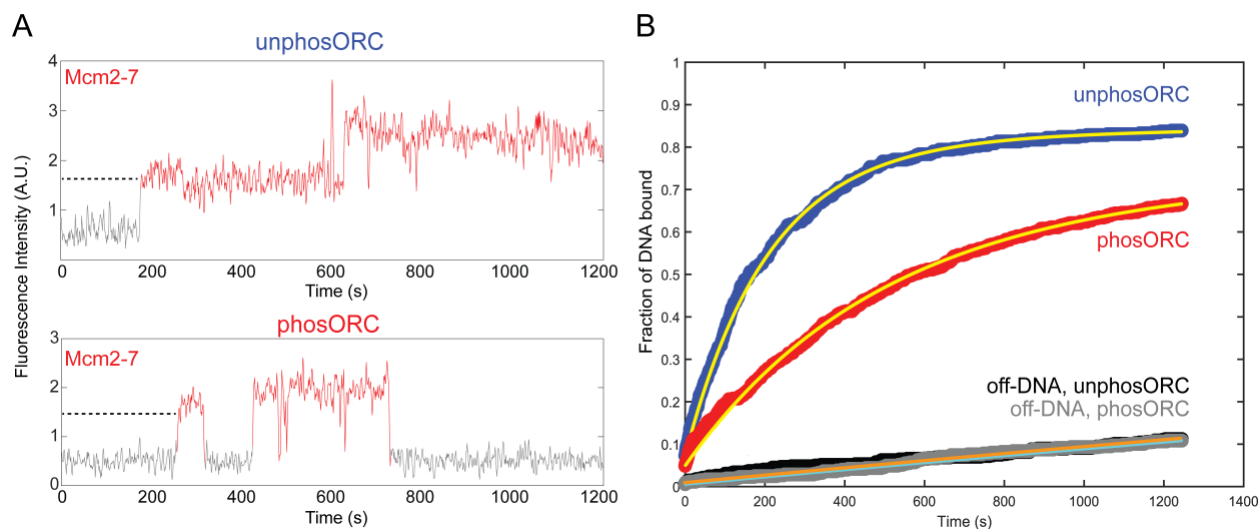 A
unphosORC
Mcm2-7
4
3
2
1
0 200 400 600 800 1000 1200
Time (s)
Fluorescence Intensity (A.U.)
phosORC
Mcm2-7
3
2
1
0
0 200 400 600 800 1000 1200
Time (s)
B
Fraction of DNA bound
1
0.9
0.8
0.7
0.6
0.5
0.4
0.3
0.2
0.1
0
unphosORC
phosORC
off-DNA, unphosORC
off-DNA, phosORC
0 200 400 600 800 1000 1200 1400
Time (s)